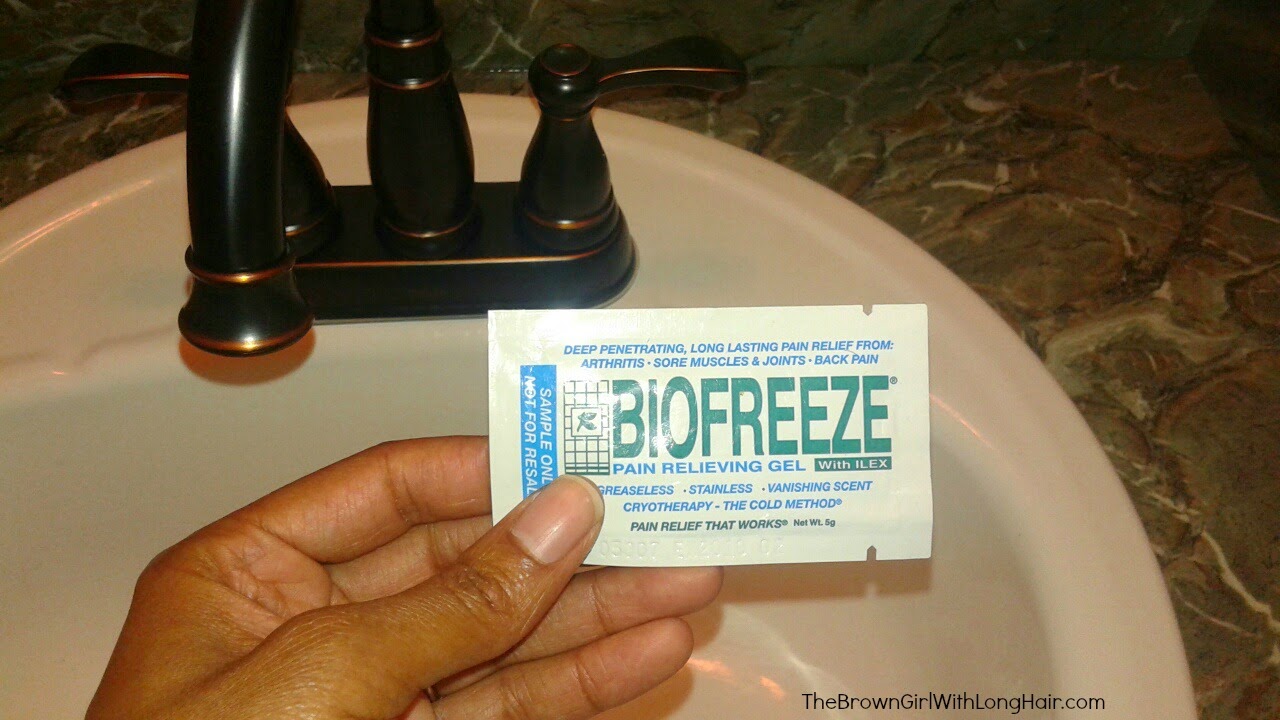 DEEP PENETRATING, LONG LASTING PAIN RELIEF FROM:
ARTHRITIS · SORE MUSCLES & JOINTS · BACK PAIN
SAMPLE
NOT FOR
BIOFREEZE®
PAIN RELIEVING GEL With ILEX
GREASELESS · STAINLESS · VANISHING SCENT
CRYOTHERAPY - THE COLD METHOD®
PAIN RELIEF THAT WORKS® Net Wt. 5g
TheBrownGirlWithLongHair.com